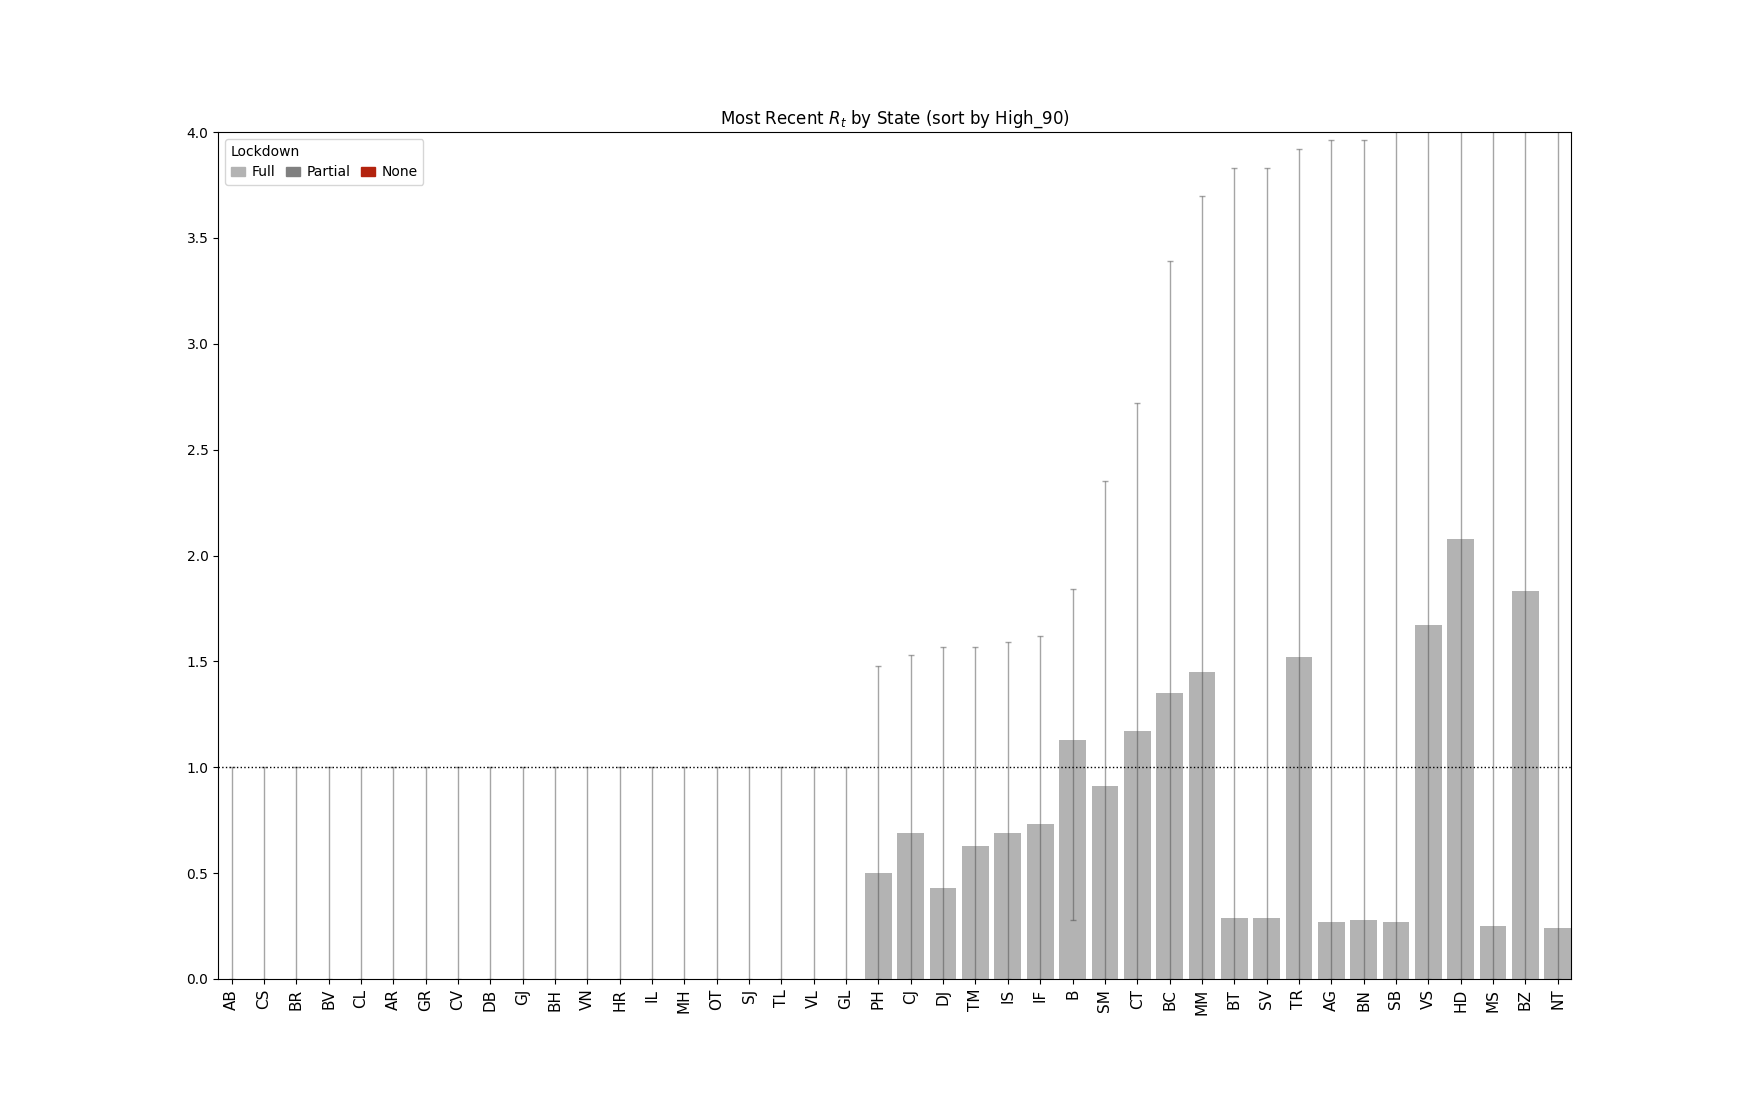 Most Recent R_t by State (sort by High_90)
Lockdown
Full Partial None
4.0
3.5
3.0
2.5
2.0
1.5
1.0
0.5
0.0
AB CS BR BV CL AR GR CV DB GJ BH VN HR IL MH OT SJ TL VL GL PH CJ DJ TM IS IF B SM CT BC MM BT SV TR AG BN SB VS HD MS BZ NT